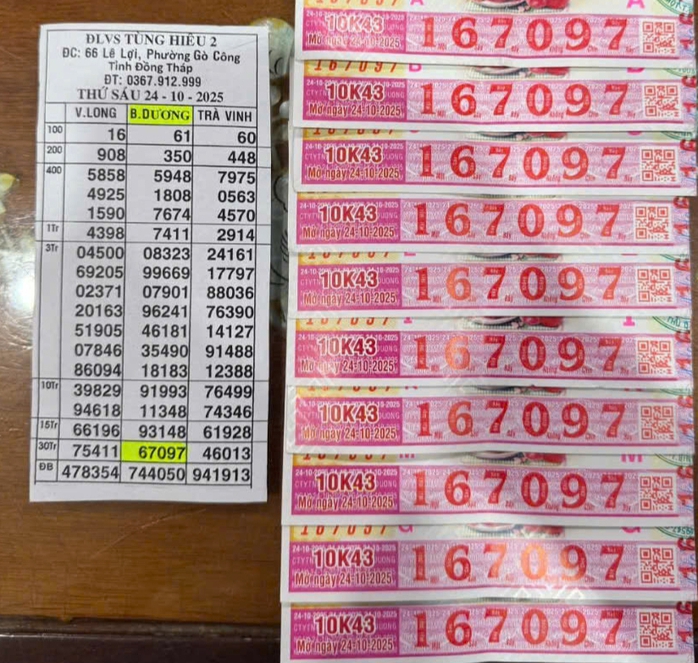 ĐLVS TÙNG HIẾU 2
ĐC: 66 Lê Lợi, Phường Gò Công
Tỉnh Đồng Tháp
ĐT: 0367.912.999
THỨ SÁU 24 - 10 - 2025
V.LONG B.DƯƠNG TRÀ VINH
100 16 61 60
200 908 350 448
400 5858 5948 7975
4925 1808 0563
1590 7674 4570
1Tr 4398 7411 2914
3Tr 04500 08323 24161
69205 99669 17797
02371 07901 88036
20163 96241 76390
51905 46181 14127
07846 35490 91488
86094 18183 12388
10Tr 39829 91993 76499
94618 11348 74346
15Tr 66196 93148 61928
30Tr 75411 67097 46013
ĐB 478354 744050 941913
10K43 167097
Mở ngày 24-10-2025
10K43 167097
Mở ngày 24-10-2025
10K43 167097
Mở ngày 24-10-2025
10K43 167097
Mở ngày 24-10-2025
10K43 167097
Mở ngày 24-10-2025
10K43 167097
Mở ngày 24-10-2025
10K43 167097
Mở ngày 24-10-2025
10K43 167097
Mở ngày 24-10-2025
10K43 167097
Mở ngày 24-10-2025
10K43 167097